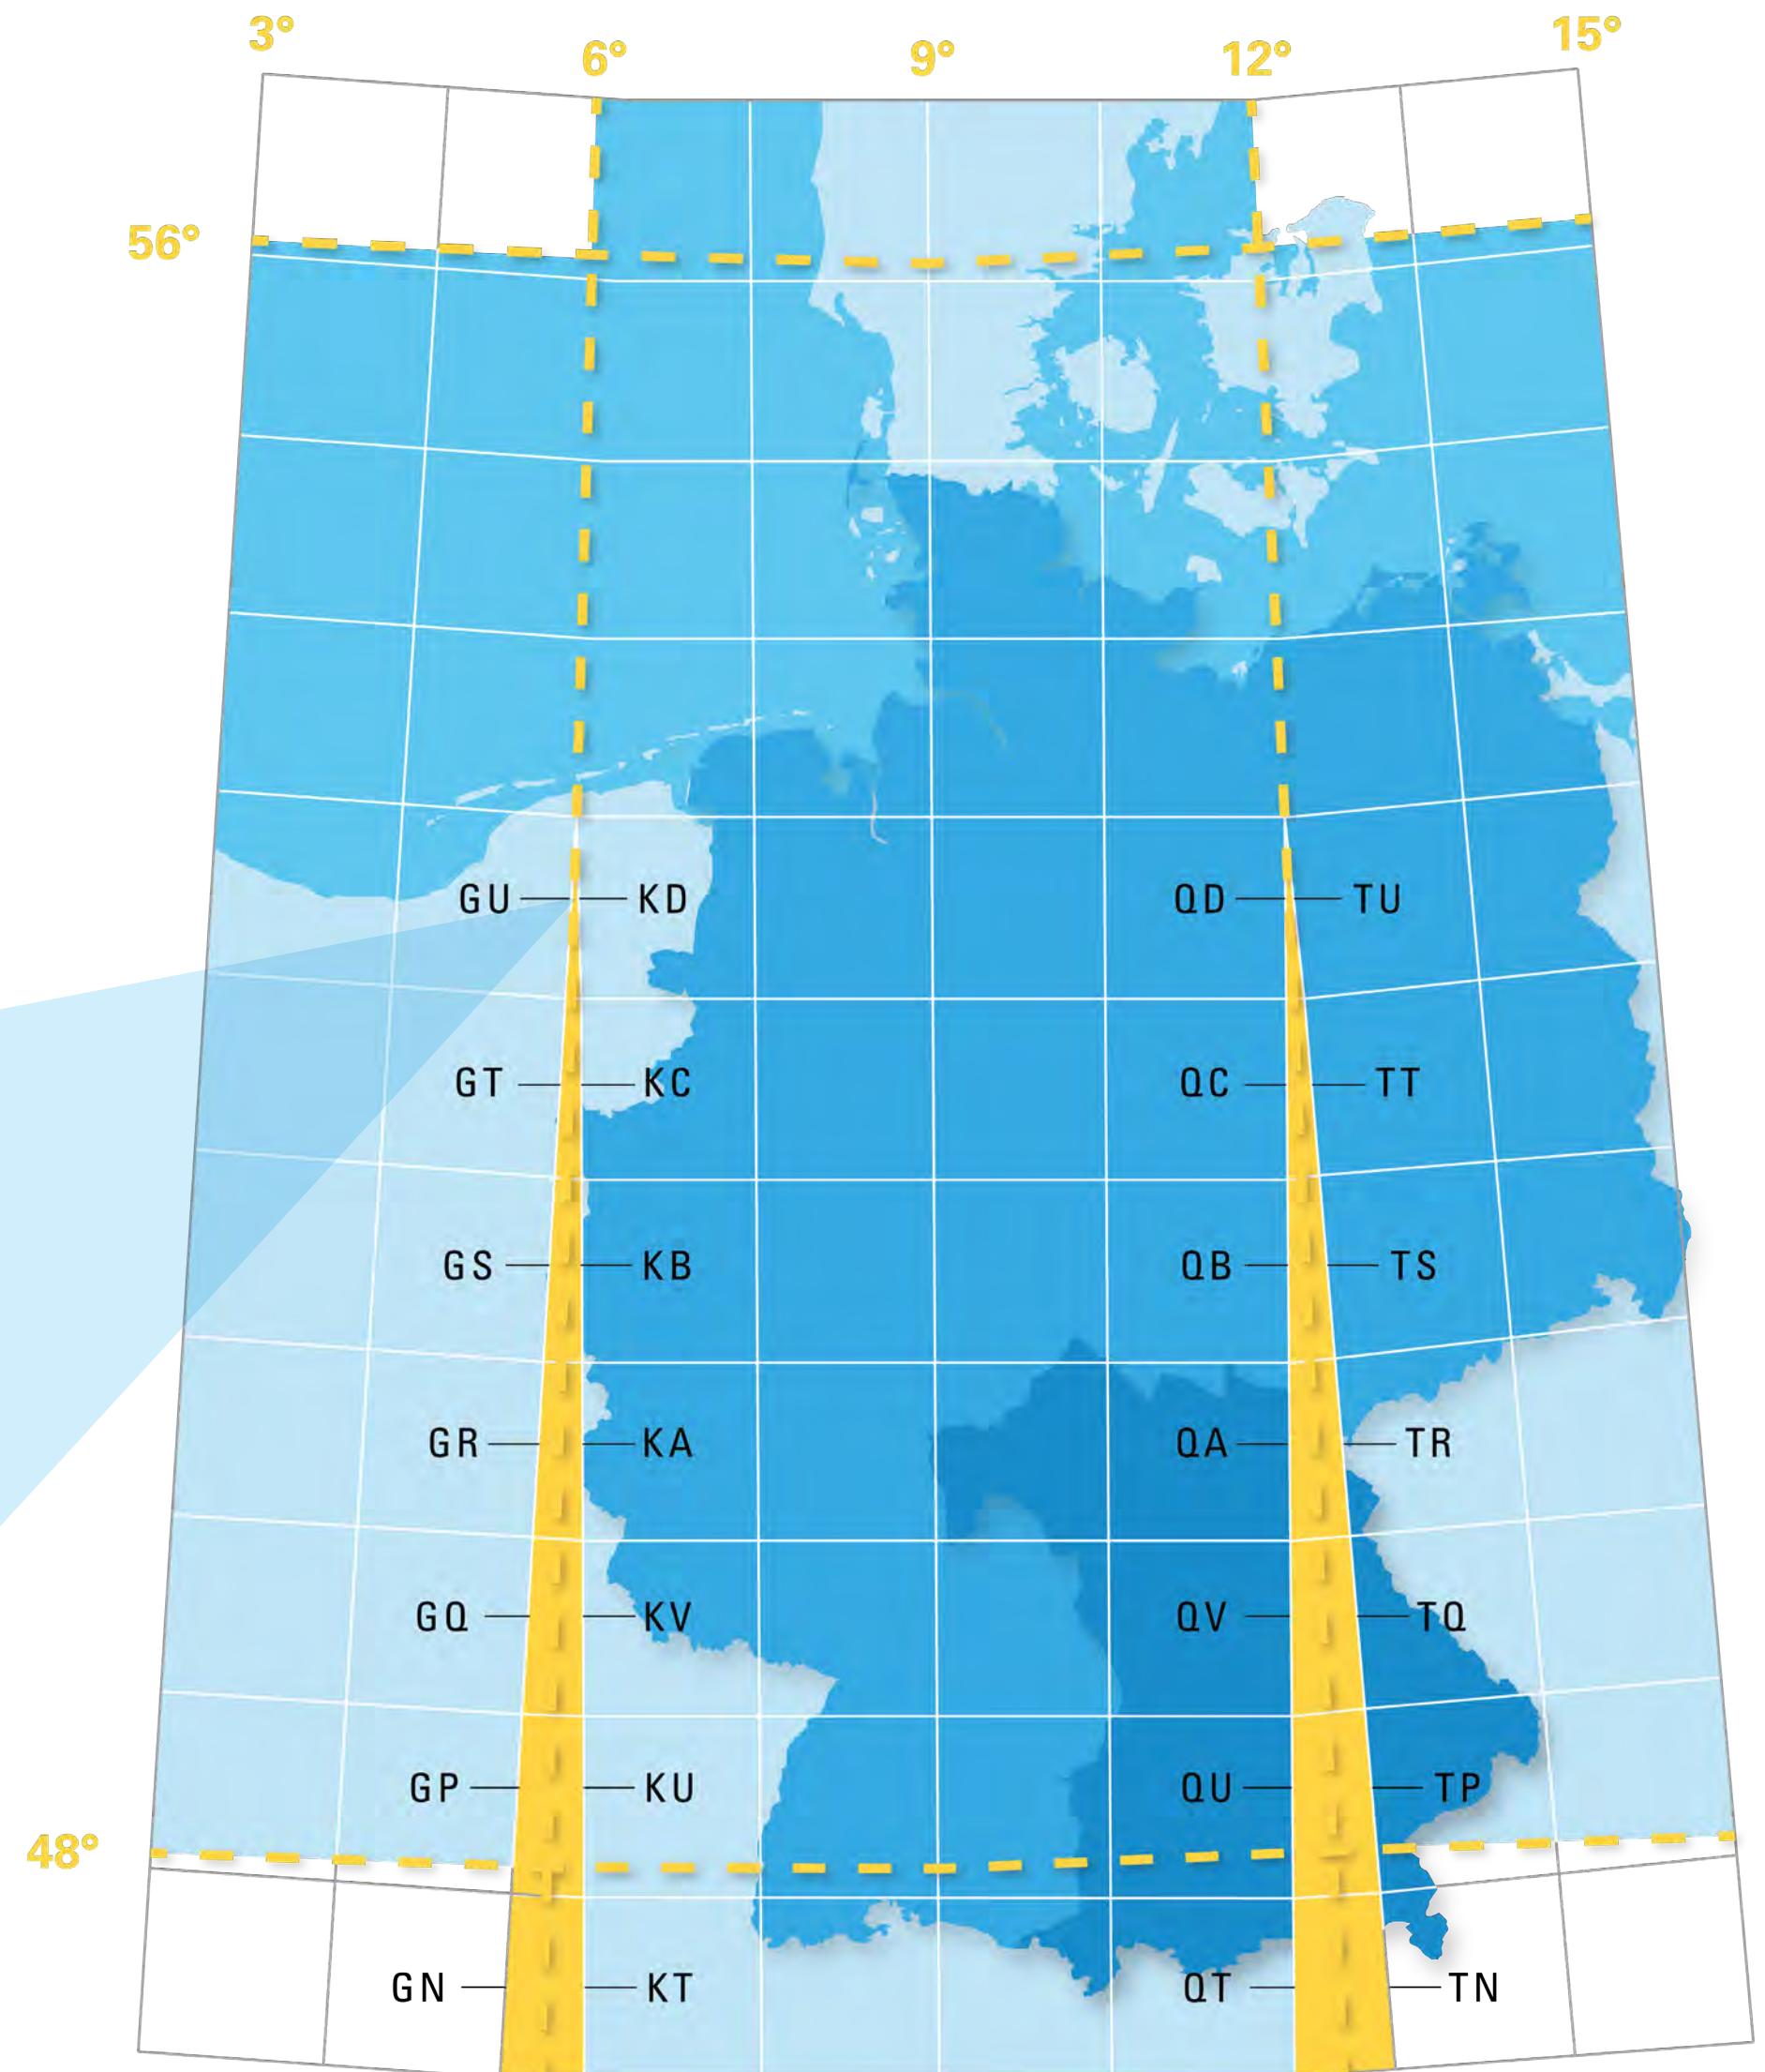 3° 6° 9° 12° 15°
56°
GU KD QD TU
GT KC QC TT
GS KB QB TS
GR KA QA TR
GQ KV QV TQ
GP KU QU TP
48°
GN KT QT TN